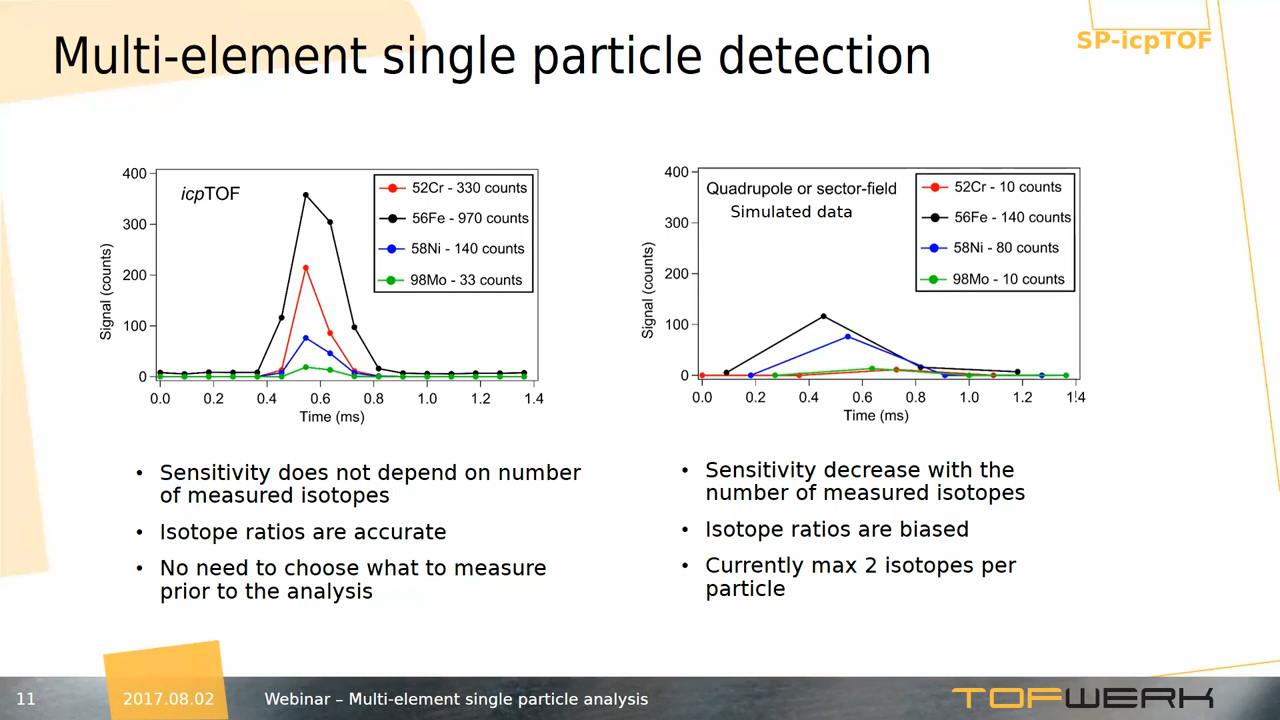 Multi-element single particle detection
SP-icpTOF
400
300
200
100
0
Signal (counts)
icpTOF
52Cr - 330 counts
56Fe - 970 counts
58Ni - 140 counts
98Mo - 33 counts
0.0 0.2 0.4 0.6 0.8 1.0 1.2 1.4
Time (ms)
400
300
200
100
0
Signal (counts)
Quadrupole or sector-field
Simulated data
52Cr - 10 counts
56Fe - 140 counts
58Ni - 80 counts
98Mo - 10 counts
0.0 0.2 0.4 0.6 0.8 1.0 1.2 1.4
Time (ms)
• Sensitivity does not depend on number
of measured isotopes
• Isotope ratios are accurate
• No need to choose what to measure
prior to the analysis
• Sensitivity decrease with the
number of measured isotopes
• Isotope ratios are biased
• Currently max 2 isotopes per
particle
11
2017.08.02
Webinar – Multi-element single particle analysis
TOFWERK